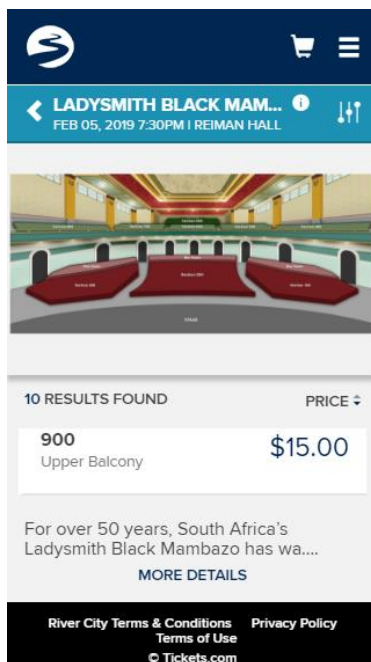 LADYSMITH BLACK MAM...
FEB 05, 2019 7:30PM I REIMAN HALL
STAGE
10 RESULTS FOUND
PRICE
900
$15.00
Upper Balcony
For over 50 years, South Africa’s
Ladysmith Black Mambazo has wa....
MORE DETAILS
River City Terms & Conditions
Privacy Policy
Terms of Use
© Tickets.com